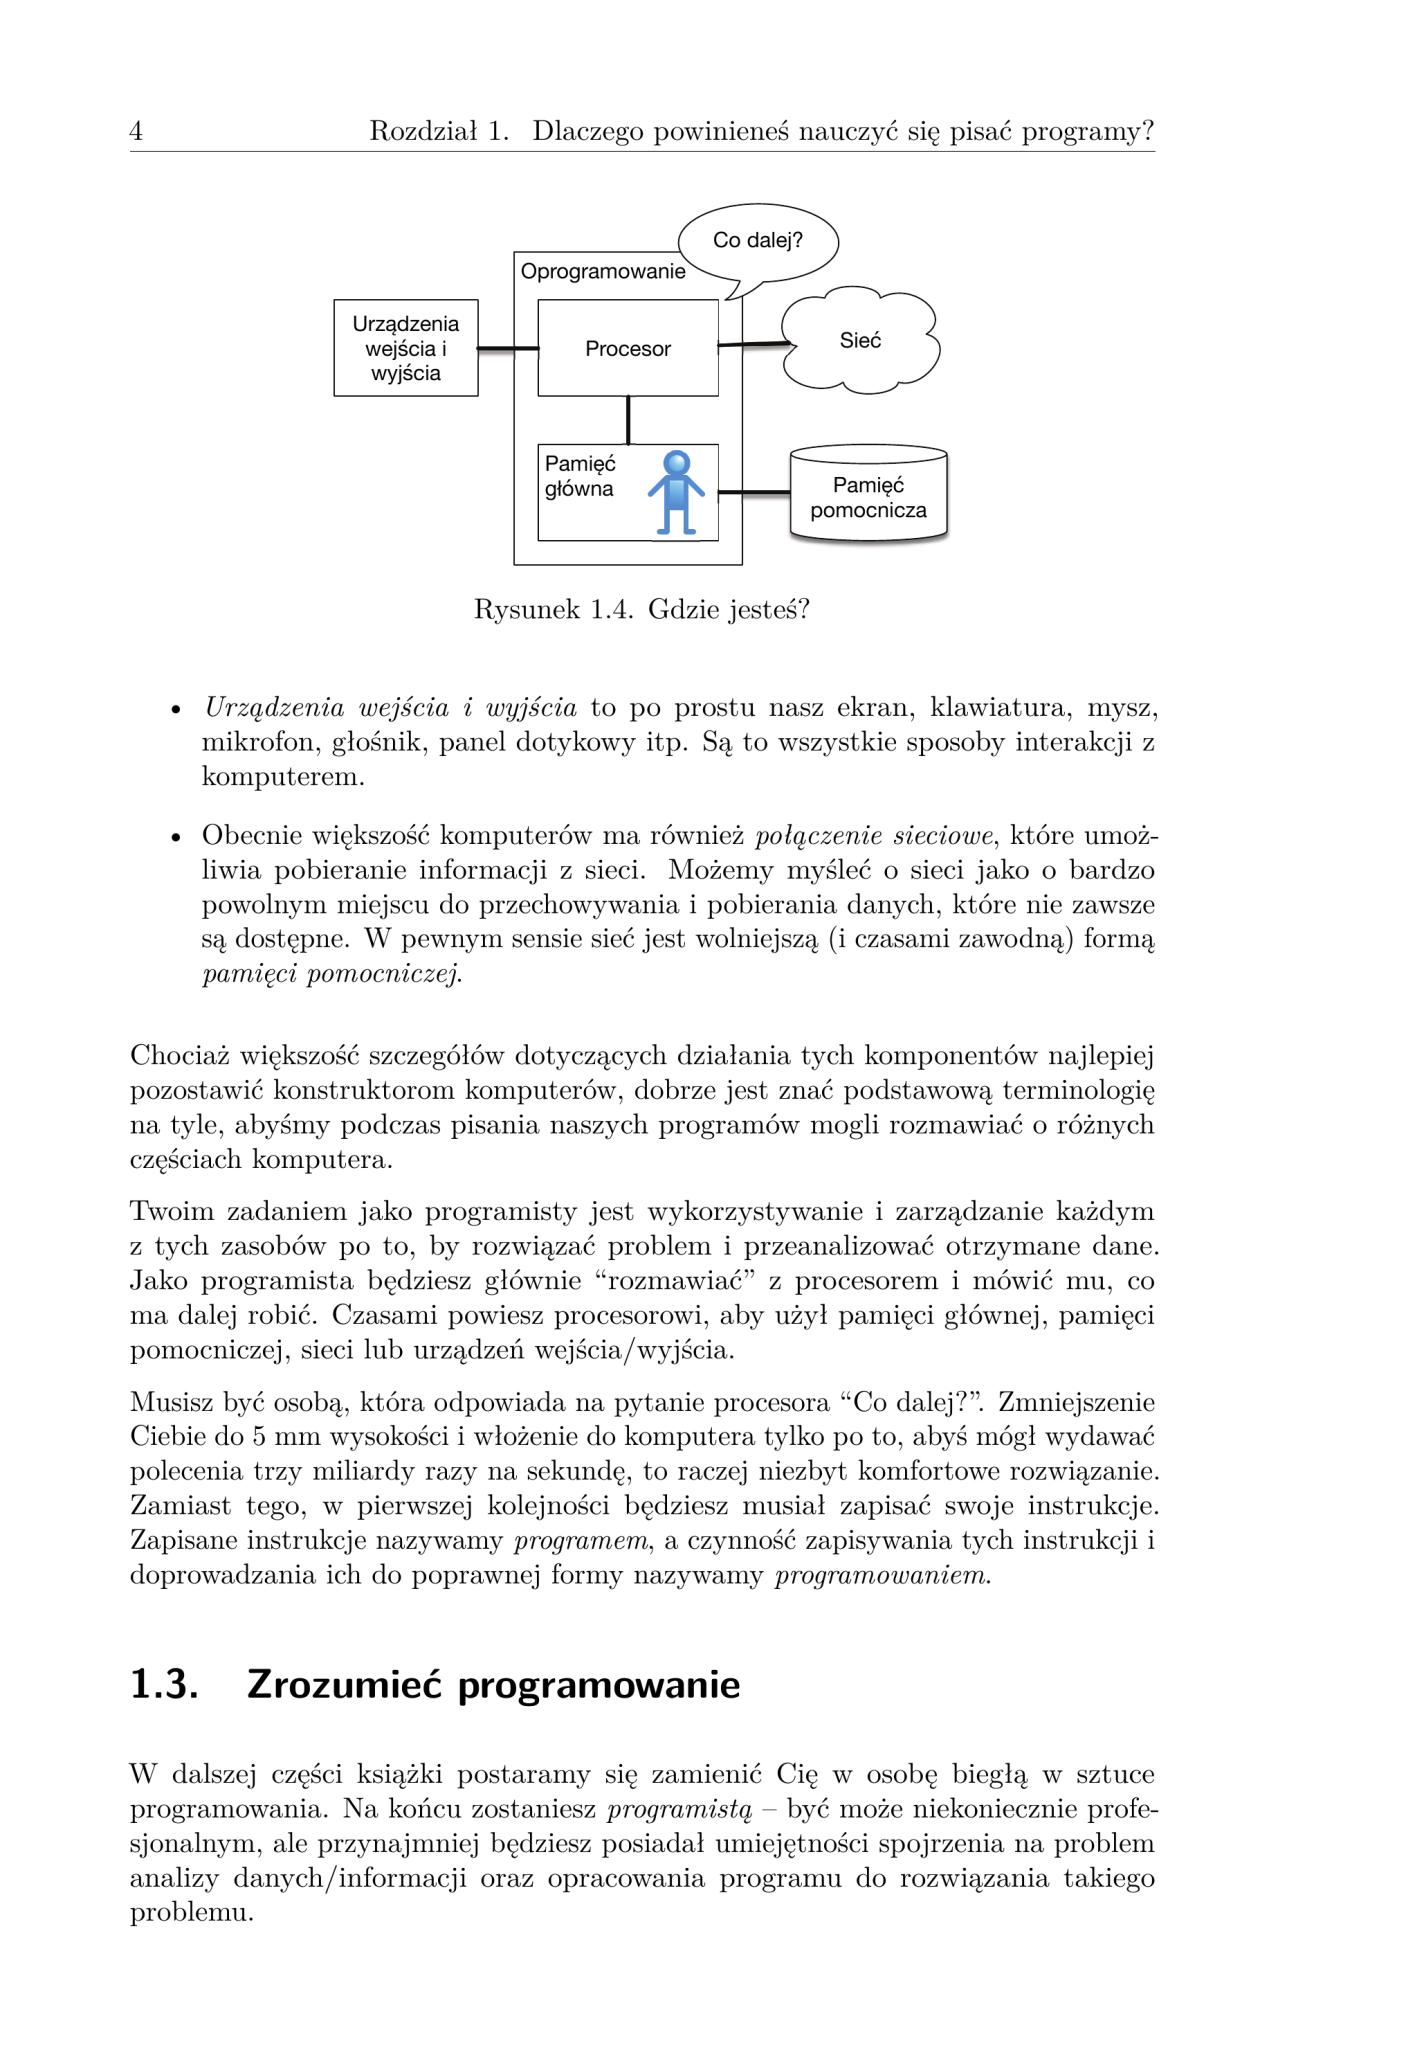 4 Rozdział 1. Dlaczego powinieneś nauczyć się pisać programy?
Co dalej?
Oprogramowanie
Urządzenia
wejścia i
wyjścia
Procesor
Sieć
Pamięć
główna
Pamięć
pomocnicza
Rysunek 1.4. Gdzie jesteś?
• Urządzenia wejścia i wyjścia to po prostu nasz ekran, klawiatura, mysz,
mikrofon, głośnik, panel dotykowy itp. Są to wszystkie sposoby interakcji z
komputerem.
• Obecnie większość komputerów ma również połączenie sieciowe, które umoż-
liwia pobieranie informacji z sieci. Możemy myśleć o sieci jako o bardzo
powolnym miejscu do przechowywania i pobierania danych, które nie zawsze
są dostępne. W pewnym sensie sieć jest wolniejszą (i czasami zawodną) formą
pamięci pomocniczej.
Chociaż większość szczegółów dotyczących działania tych komponentów najlepiej
pozostawić konstruktorom komputerów, dobrze jest znać podstawową terminologię
na tyle, abyśmy podczas pisania naszych programów mogli rozmawiać o różnych
częściach komputera.
Twoim zadaniem jako programisty jest wykorzystywanie i zarządzanie każdym
z tych zasobów po to, by rozwiązać problem i przeanalizować otrzymane dane.
Jako programista będziesz głównie “rozmawiać” z procesorem i mówić mu, co
ma dalej robić. Czasami powiesz procesorowi, aby użył pamięci głównej, pamięci
pomocniczej, sieci lub urządzeń wejścia/wyjścia.
Musisz być osobą, która odpowiada na pytanie procesora “Co dalej?”. Zmniejszenie
Ciebie do 5 mm wysokości i włożenie do komputera tylko po to, abyś mógł wydawać
polecenia trzy miliardy razy na sekundę, to raczej niezbyt komfortowe rozwiązanie.
Zamiast tego, w pierwszej kolejności będziesz musiał zapisać swoje instrukcje.
Zapisane instrukcje nazywamy programem, a czynność zapisywania tych instrukcji i
doprowadzania ich do poprawnej formy nazywamy programowaniem.
1.3. Zrozumieć programowanie
W dalszej części książki postaramy się zamienić Cię w osobę biegłą w sztuce
programowania. Na końcu zostaniesz programistą – być może niekoniecznie profe-
sjonalnym, ale przynajmniej będziesz posiadał umiejętności spojrzenia na problem
analizy danych/informacji oraz opracowania programu do rozwiązania takiego
problemu.